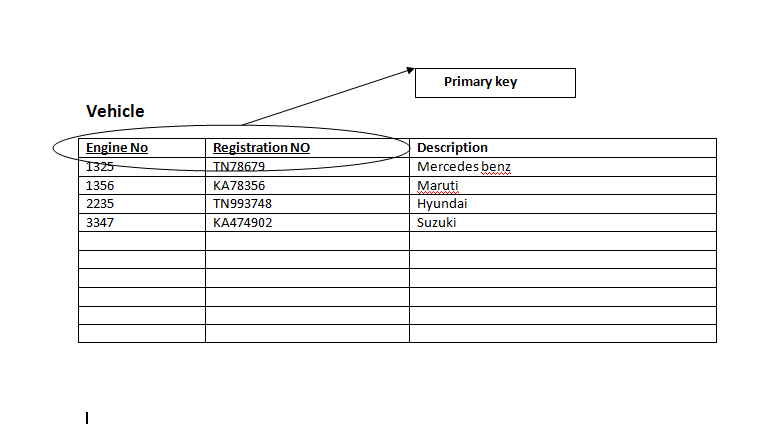 Primary key
Vehicle
Engine No Registration NO Description
1325 TN78679 Mercedes benz
1356 KA78356 Maruti
2235 TN993748 Hyundai
3347 KA474902 Suzuki